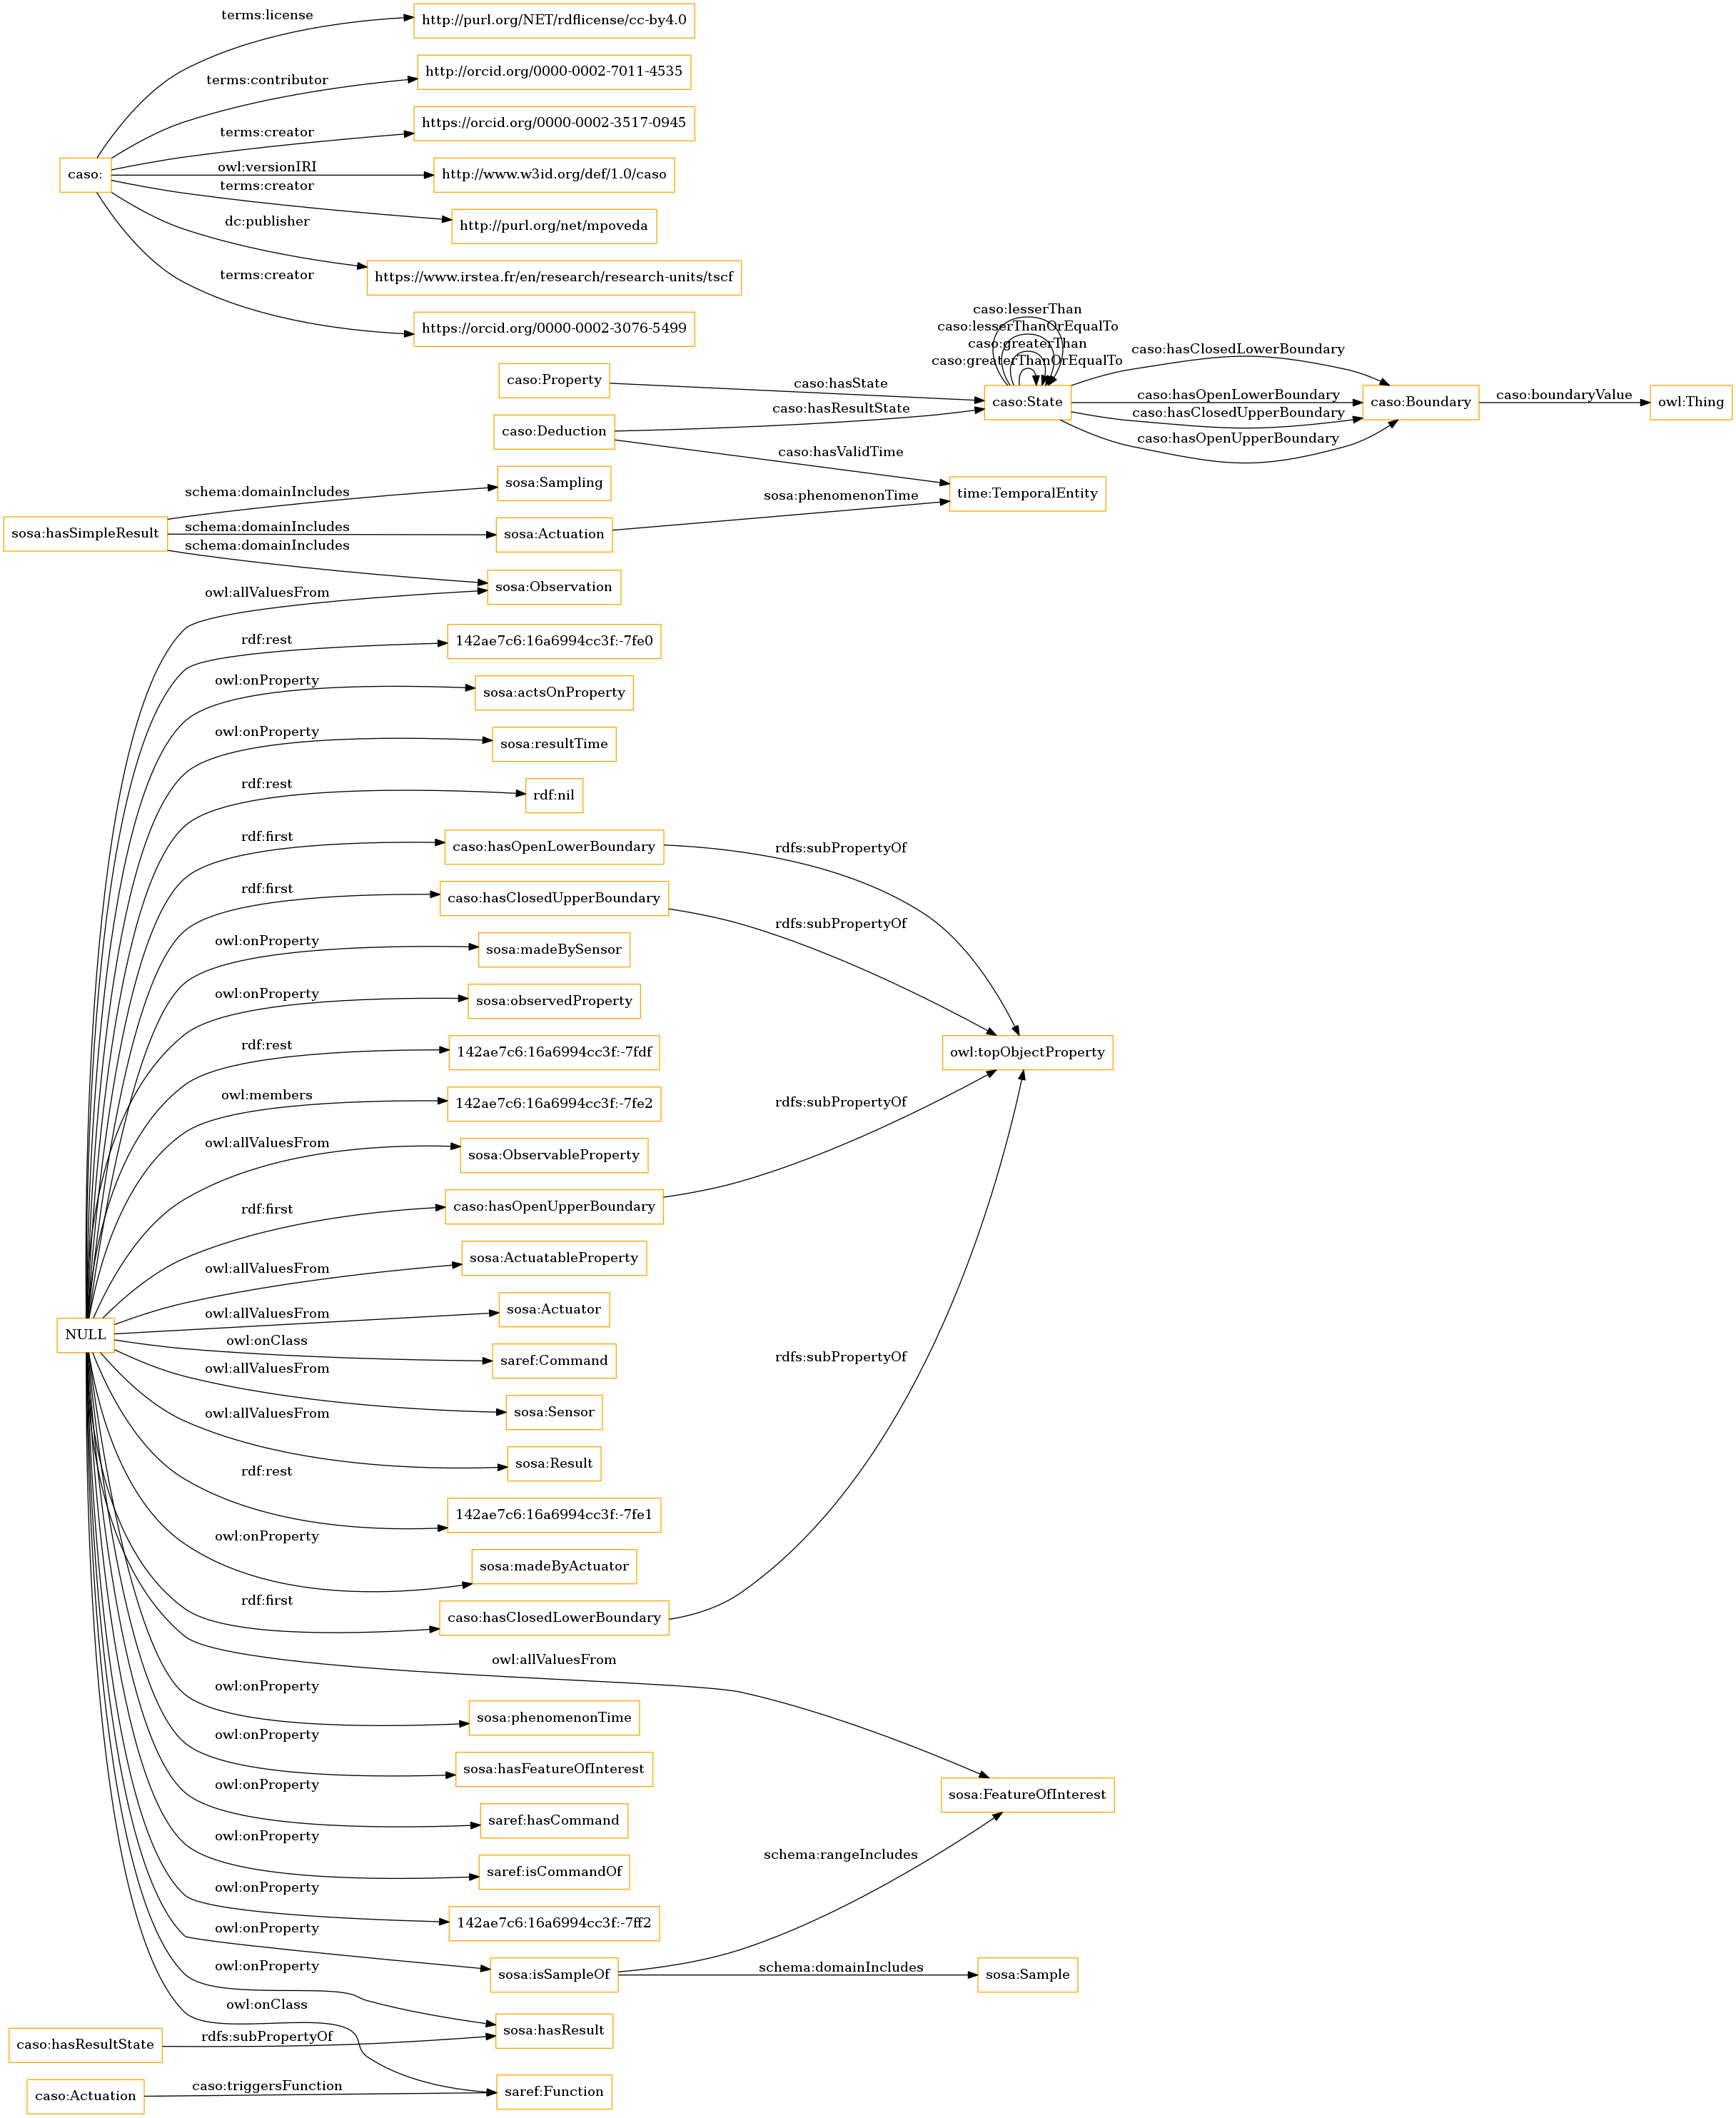 terms:license
http://purl.org/NET/rdflicense/cc-by4.0
terms:contributor
http://orcid.org/0000-0002-7011-4535
terms:creator
https://orcid.org/0000-0002-3517-0945
caso:
owl:versionIRI
http://www.w3id.org/def/1.0/caso
terms:creator
http://purl.org/net/mpoveda
dc:publisher
https://www.irstea.fr/en/research/research-units/tscf
terms:creator
https://orcid.org/0000-0002-3076-5499
caso:lesserThan
caso:lesserThanOrEqualTo
caso:greaterThan
caso:greaterThanOrEqualTo
caso:Property
caso:hasState
caso:State
caso:hasClosedLowerBoundary
caso:hasOpenLowerBoundary
caso:hasClosedUpperBoundary
caso:hasOpenUpperBoundary
caso:Boundary
caso:boundaryValue
owl:Thing
caso:Deduction
caso:hasResultState
caso:hasValidTime
time:TemporalEntity
sosa:hasSimpleResult
schema:domainIncludes
sosa:Sampling
schema:domainIncludes
sosa:Actuation
sosa:phenomenonTime
schema:domainIncludes
sosa:Observation
owl:allValuesFrom
rdf:rest
142ae7c6:16a6994cc3f:-7fe0
owl:onProperty
sosa:actsOnProperty
owl:onProperty
sosa:resultTime
rdf:rest
rdf:nil
rdf:first
caso:hasOpenLowerBoundary
rdfs:subPropertyOf
rdf:first
caso:hasClosedUpperBoundary
rdfs:subPropertyOf
owl:onProperty
sosa:madeBySensor
owl:onProperty
sosa:observedProperty
rdf:rest
142ae7c6:16a6994cc3f:-7fdf
owl:topObjectProperty
owl:members
142ae7c6:16a6994cc3f:-7fe2
rdfs:subPropertyOf
owl:allValuesFrom
sosa:ObservableProperty
rdf:first
caso:hasOpenUpperBoundary
owl:allValuesFrom
sosa:ActuatableProperty
NULL
owl:allValuesFrom
sosa:Actuator
owl:onClass
saref:Command
rdfs:subPropertyOf
owl:allValuesFrom
sosa:Sensor
owl:allValuesFrom
sosa:Result
rdf:rest
142ae7c6:16a6994cc3f:-7fe1
owl:onProperty
sosa:madeByActuator
rdf:first
caso:hasClosedLowerBoundary
owl:allValuesFrom
owl:onProperty
sosa:phenomenonTime
owl:onProperty
sosa:hasFeatureOfInterest
sosa:FeatureOfInterest
owl:onProperty
saref:hasCommand
owl:onProperty
saref:isCommandOf
schema:rangeIncludes
owl:onProperty
142ae7c6:16a6994cc3f:-7ff2
owl:onProperty
sosa:isSampleOf
schema:domainIncludes
sosa:Sample
owl:onProperty
sosa:hasResult
owl:onClass
caso:hasResultState
rdfs:subPropertyOf
caso:Actuation
caso:triggersFunction
saref:Function